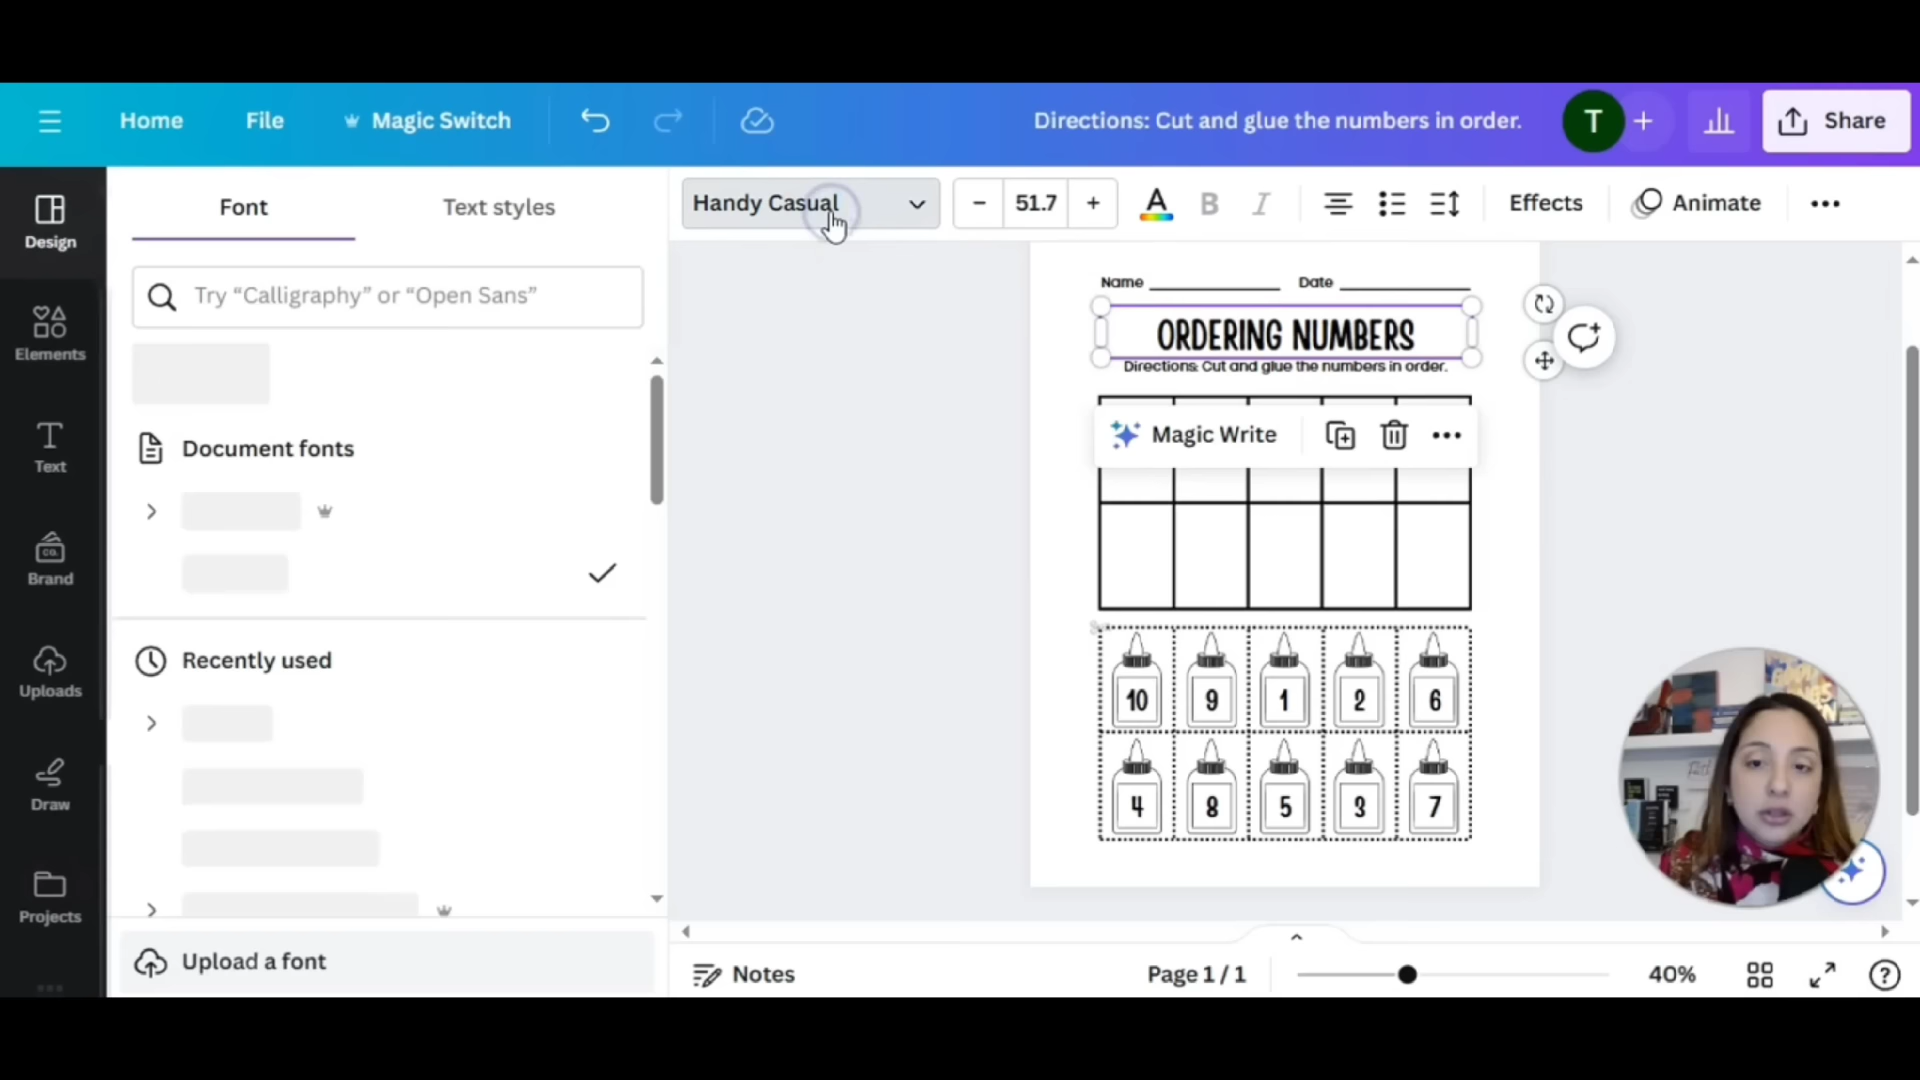 Home File Magic Switch Directions: Cut and glue the numbers in order. T + Share
Design
Elements
Text
Brand
CO.
Uploads
Draw
Projects
Font Text styles
Try “Calligraphy” or “Open Sans”
Document fonts
Recently used
Upload a font
Handy Casual − 51.7 + A B I Effects Animate
Name Date
ORDERING NUMBERS
Directions: Cut and glue the numbers in order.
Magic Write
10 9 1 2 6
4 8 5 3 7
Notes Page 1 / 1 40% ?